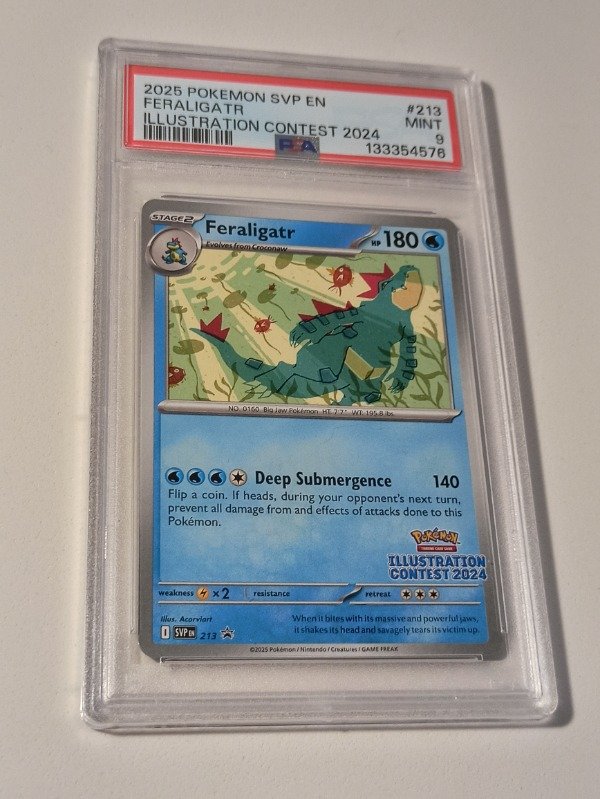 2025 POKEMON SVP EN #213
FERALIGATR MINT
ILLUSTRATION CONTEST 2024 9
PSA 133354576
STAGE 2 Feraligatr HP 180
Evolves from Croconaw
NO. 0160 Big Jaw Pokémon HT: 7'7" WT: 195.8 lbs
Deep Submergence 140
Flip a coin. If heads, during your opponent's next turn,
prevent all damage from and effects of attacks done to this
Pokémon.
Pokémon
TRADING CARD GAME
ILLUSTRATION
CONTEST 2024
weakness x2 resistance retreat
Illus. Acorviart
When it bites with its massive and powerful jaws,
it shakes its head and savagely tears its victim up.
I SVP EN 213
©2025 Pokémon / Nintendo / Creatures / GAME FREAK